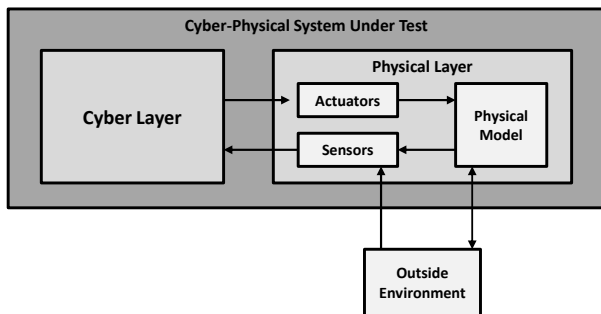 Cyber-Physical System Under Test
Cyber Layer
Physical Layer
Actuators
Sensors
Physical
Model
Outside
Environment